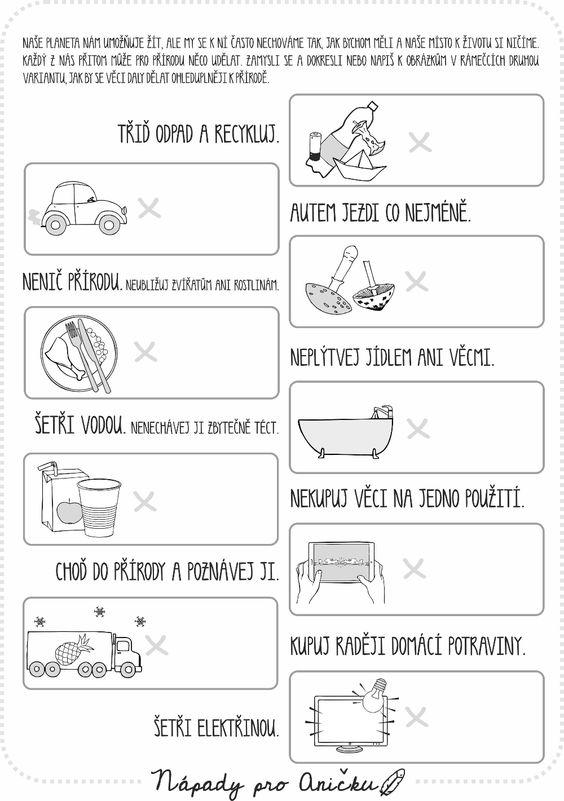 NAŠE PLANETA NÁM UMOŽŇUJE ŽÍT, ALE MY SE K NÍ ČASTO NECHOVÁME TAK, JAK BYCHOM MĚLI A NAŠE MÍSTO K ŽIVOTU SI NIČÍME.
KAŽDÝ Z NÁS PŘITOM MŮŽE PRO PŘÍRODU NĚCO UDĚLAT. ZAMYSLI SE A DOKRESLI NEBO NAPIŠ K OBRÁZKŮM V RÁMEČCÍCH DRUHOU
VARIANTU, JAK BY SE VĚCI DALY DĚLAT OHLEDUPLNĚJI K PŘÍRODĚ.
TŘIĎ ODPAD A RECYKLUJ.
AUTEM JEZDI CO NEJMÉNĚ.
NENIČ PŘÍRODU. NEUBLIŽUJ ZVÍŘATŮM ANI ROSTLINÁM.
NEPLÝTVEJ JÍDLEM ANI VĚCMI.
ŠETŘI VODOU. NENECHÁVEJ JI ZBYTEČNĚ TÉCT.
NEKUPUJ VĚCI NA JEDNO POUŽITÍ.
CHOĎ DO PŘÍRODY A POZNÁVEJ JI.
KUPUJ RADĚJI DOMÁCÍ POTRAVINY.
ŠETŘI ELEKTŘINOU.
Nápady pro Aničku